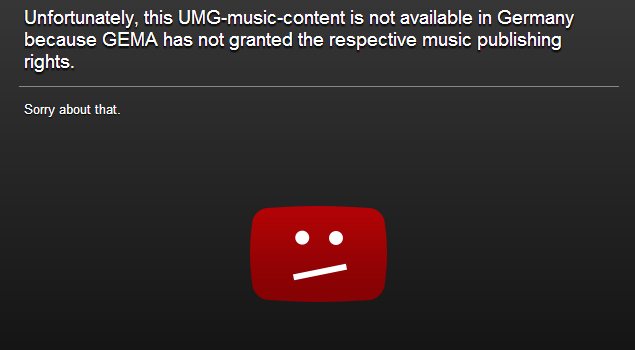 Unfortunately, this UMG-music-content is not available in Germany
because GEMA has not granted the respective music publishing
rights.
Sorry about that.